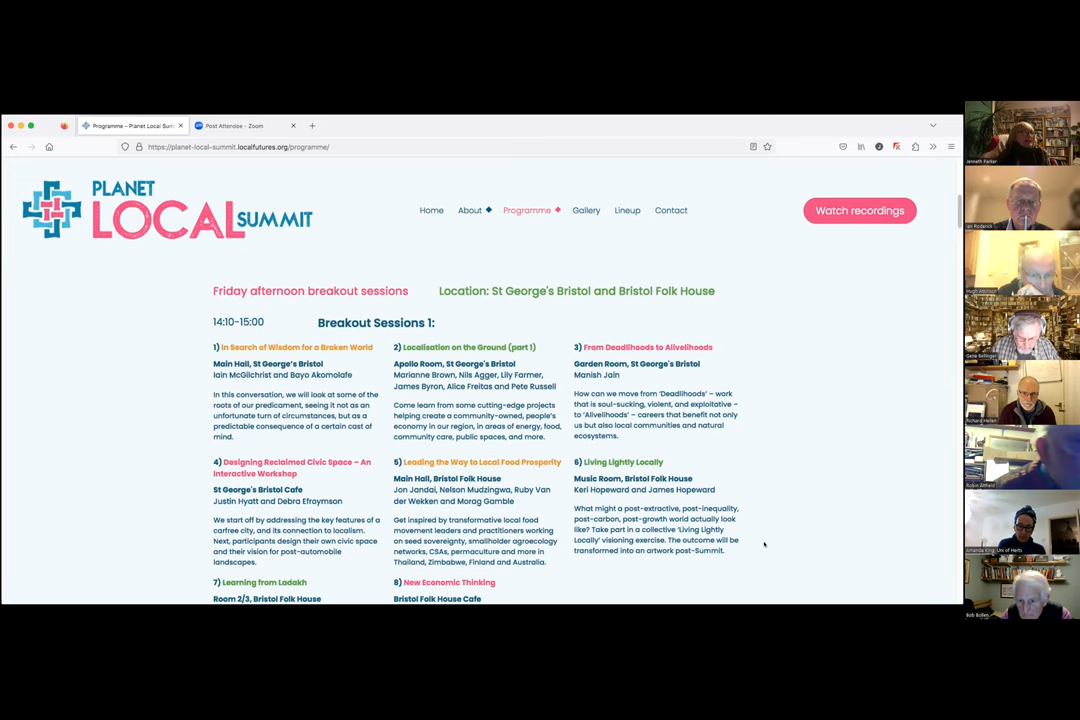 Programme - Planet Local Sum
Post Attendee - Zoom
https://planet-local-summit.localfutures.org/programme/
PLANET
LOCAL SUMMIT
Home About Programme Gallery Lineup Contact
Watch recordings
Friday afternoon breakout sessions
Location: St George's Bristol and Bristol Folk House
14:10-15:00
Breakout Sessions 1:
1) In Search of Wisdom for a Broken World
Main Hall, St George's Bristol
Iain McGilchrist and Bayo Akomolafe
In this conversation, we will look at some of the
roots of our predicament, seeing it not as an
unfortunate turn of circumstances, but as a
predictable consequence of a certain cast of
mind.
2) Localisation on the Ground (part 1)
Apollo Room, St George's Bristol
Marianne Brown, Nils Agger, Lily Farmer,
James Byron, Alice Freitas and Pete Russell
Come learn from some cutting-edge projects
helping create a community-owned, people's
economy in our region, in areas of energy, food,
community care, public spaces, and more.
3) From Deadlihoods to Alivelihoods
Garden Room, St George's Bristol
Manish Jain
How can we move from 'Deadlihoods' – work
that is soul-sucking, violent, and exploitative –
to 'Alivelihoods' – careers that benefit not only
us but also local communities and natural
ecosystems.
4) Designing Reclaimed Civic Space – An
Interactive Workshop
St George's Bristol Cafe
Justin Hyatt and Debra Efroymson
We start off by addressing the key features of a
carfree city, and its connection to localism.
Next, participants design their own civic space
and their vision for post-automobile
landscapes.
5) Leading the Way to Local Food Prosperity
Main Hall, Bristol Folk House
Jon Jandai, Nelson Mudzingwa, Ruby Van
der Wekken and Morag Gamble
Get inspired by transformative local food
movement leaders and practitioners working
on seed sovereignty, smallholder agroecology
networks, CSAs, permaculture and more in
Thailand, Zimbabwe, Finland and Australia.
6) Living Lightly Locally
Music Room, Bristol Folk House
Keri Hopeward and James Hopeward
What might a post-extractive, post-inequality,
post-carbon, post-growth world actually look
like? Take part in a collective 'Living Lightly
Locally' visioning exercise. The outcome will be
transformed into an artwork post-Summit.
7) Learning from Ladakh
Room 2/3, Bristol Folk House
8) New Economic Thinking
Bristol Folk House Cafe
Jenneth Parker
Ian Roderick
Gene Bellinger
Richard Hellen
Robin Attfield
Amanda King, Uni of Herts
Bob Bollen